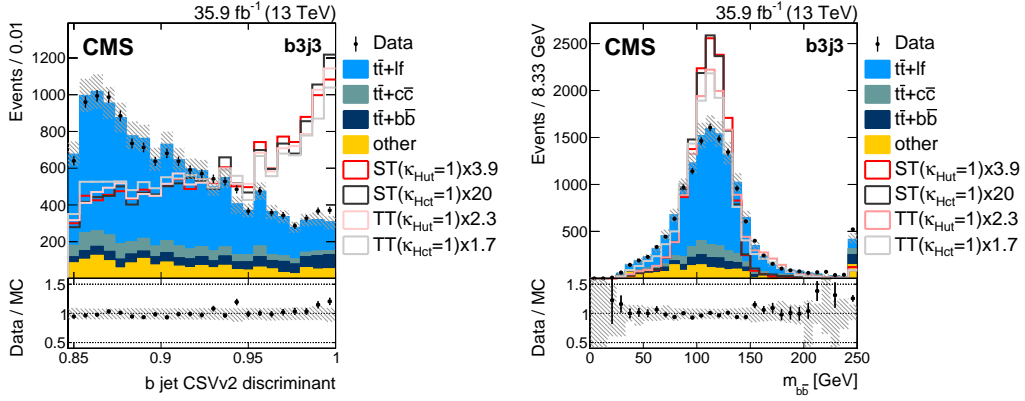 35.9 fb⁻¹ (13 TeV)
CMS
b3j3
Data
tt̄+lf
tt̄+cc̄
tt̄+bb̄
other
ST(κHut=1)x3.9
ST(κHct=1)x20
TT(κHut=1)x2.3
TT(κHct=1)x1.7
Events / 0.01
1200
1000
800
600
400
200
Data / MC
1.5
1
0.5
0.85 0.9 0.95 1
b jet CSVv2 discriminant
35.9 fb⁻¹ (13 TeV)
CMS
b3j3
Data
tt̄+lf
tt̄+cc̄
tt̄+bb̄
other
ST(κHut=1)x3.9
ST(κHct=1)x20
TT(κHut=1)x2.3
TT(κHct=1)x1.7
Events / 8.33 GeV
2500
2000
1500
1000
500
Data / MC
1.5
1
0.5
0 50 100 150 200 250
mbb̄ [GeV]